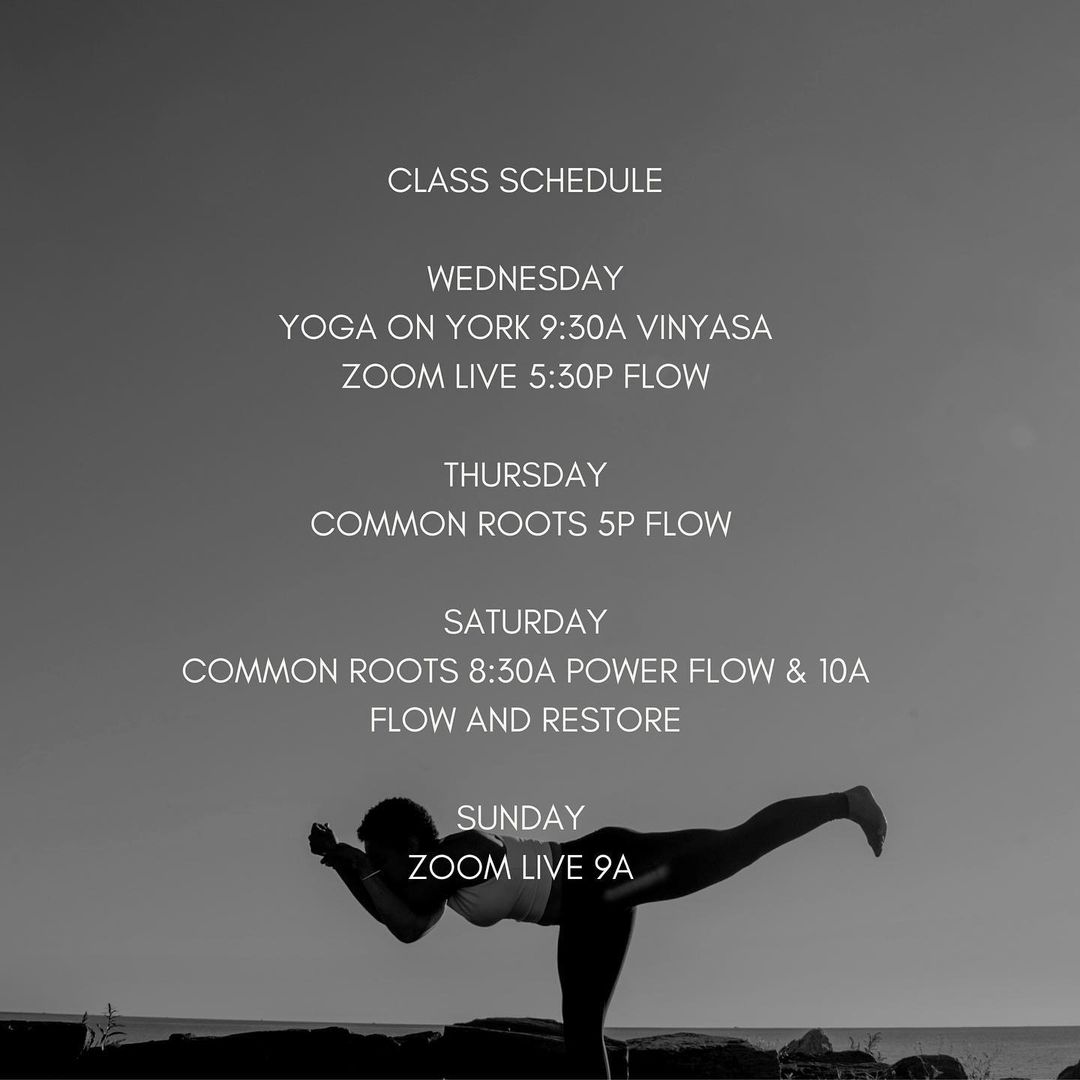 CLASS SCHEDULE
WEDNESDAY
YOGA ON YORK 9:30A VINYASA
ZOOM LIVE 5:30P FLOW
THURSDAY
COMMON ROOTS 5P FLOW
SATURDAY
COMMON ROOTS 8:30A POWER FLOW & 10A
FLOW AND RESTORE
SUNDAY
ZOOM LIVE 9A